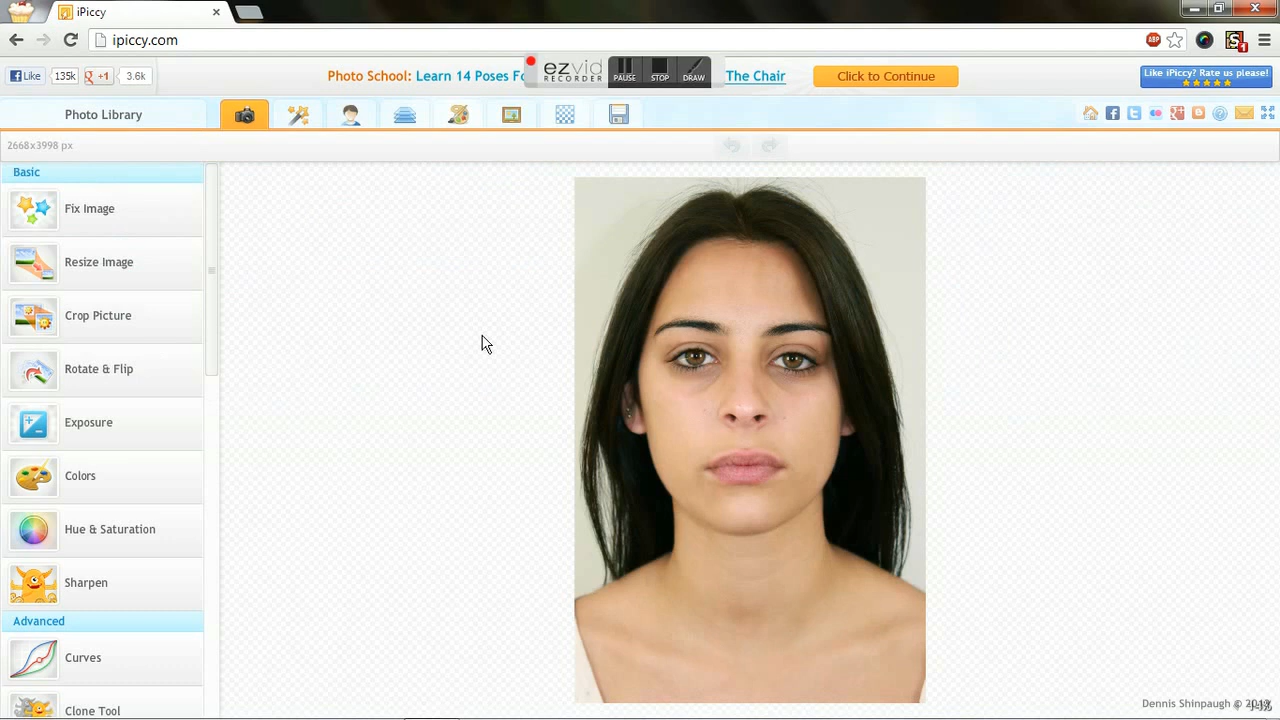 iPiccy
ipiccy.com
ABP
1
Like 135k +1 3.6k
Photo School: Learn 14 Poses Fo
ezvid
RECORDER
PAUSE STOP DRAW
The Chair
Click to Continue
Like iPiccy? Rate us please!
Photo Library
2668x3998 px
Basic
Fix Image
Resize Image
Crop Picture
Rotate & Flip
Exposure
Colors
Hue & Saturation
Sharpen
Advanced
Curves
Clone Tool
Dennis Shinpaugh ©